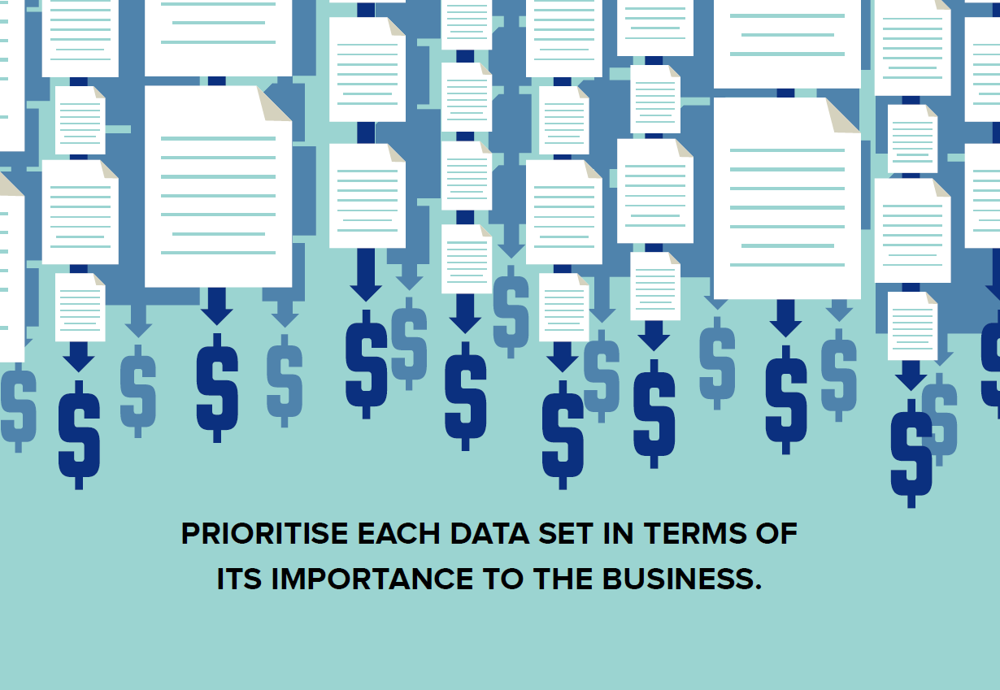 PRIORITISE EACH DATA SET IN TERMS OF
ITS IMPORTANCE TO THE BUSINESS.